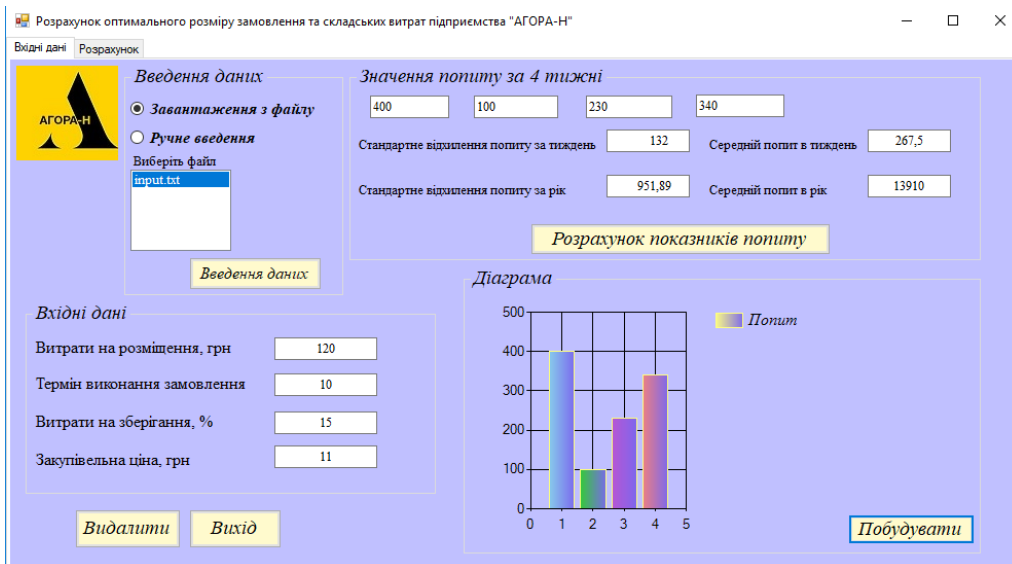 Розрахунок оптимального розміру замовлення та складських витрат підприємства "АГОРА-Н"
Вхідні дані Розрахунок
АГОРА-Н
Введення даних
Завантаження з файлу
Ручне введення
Виберіть файл
input.txt
Введення даних
Значення попиту за 4 тижні
400 100 230 340
Стандартне відхилення попиту за тиждень 132 Середній попит в тиждень 267,5
Стандартне відхилення попиту за рік 951,89 Середній попит в рік 13910
Розрахунок показників попиту
Вхідні дані
Витрати на розміщення, грн 120
Термін виконання замовлення 10
Витрати на зберігання, % 15
Закупівельна ціна, грн 11
Видалити Вихід
Діаграма
500
400
300
200
100
0
0 1 2 3 4 5
Попит
Побудувати